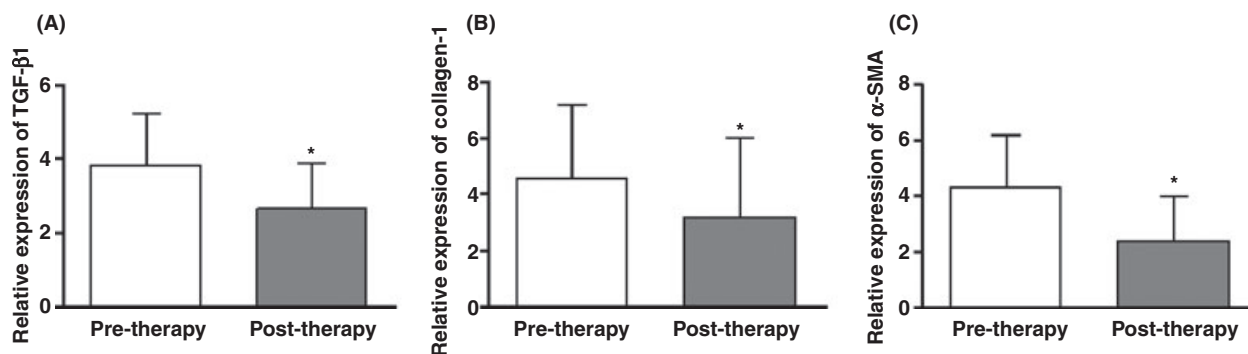 (A)
Relative expression of TGF-β1
6
4
2
0
*
Pre-therapy Post-therapy
(B)
Relative expression of collagen-1
8
6
4
2
0
*
Pre-therapy Post-therapy
(C)
Relative expression of α-SMA
8
6
4
2
0
*
Pre-therapy Post-therapy